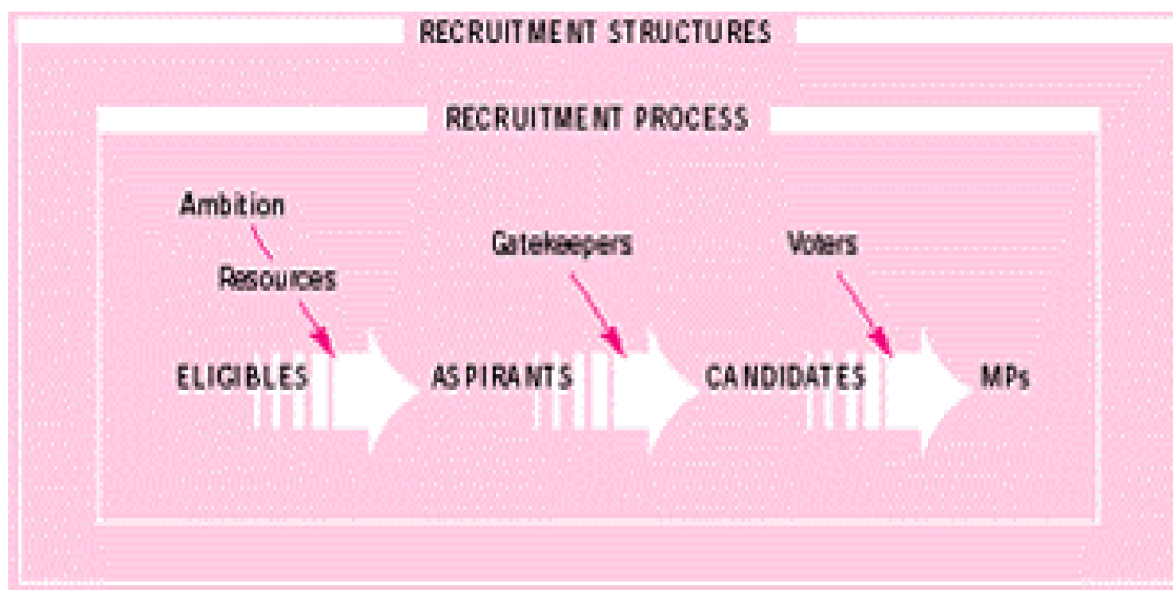 RECRUITMENT STRUCTURES
RECRUITMENT PROCESS
Ambition
Gatekeepers
Voters
Resources
ELIGIBLES
ASPIRANTS
CANDIDATES
MPs